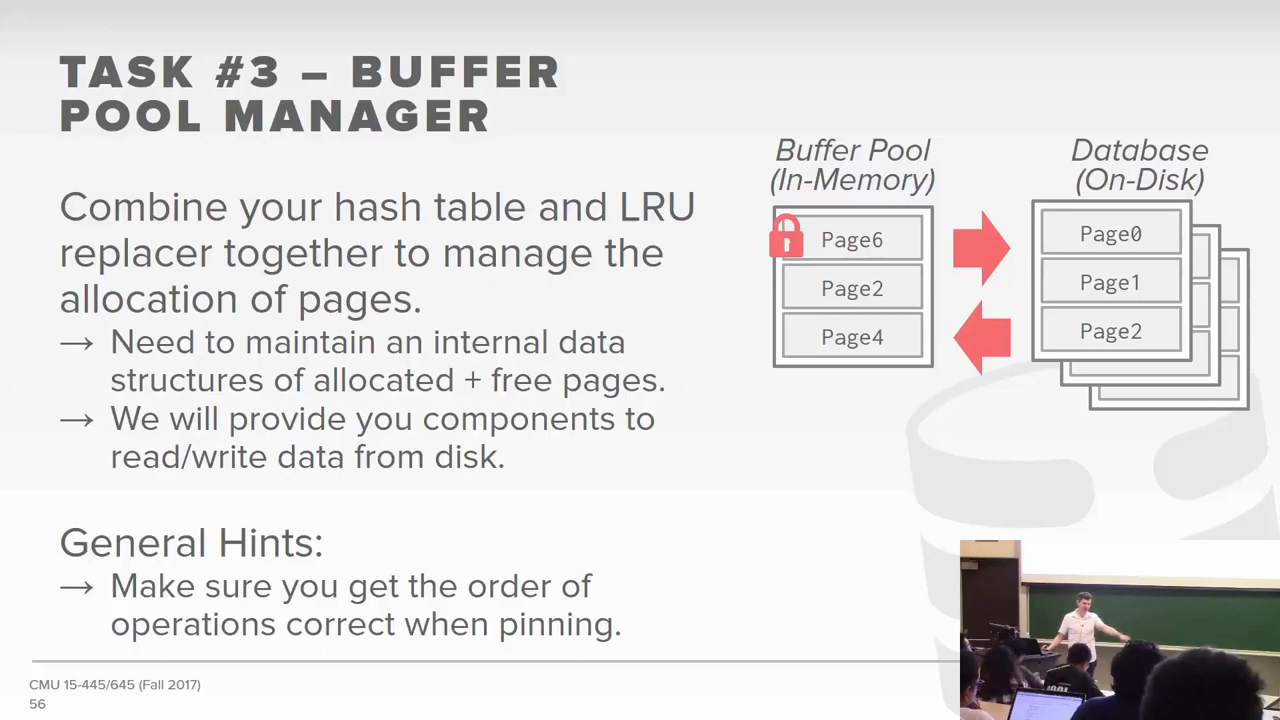 TASK #3 – BUFFER
POOL MANAGER
Combine your hash table and LRU
replacer together to manage the
allocation of pages.
→ Need to maintain an internal data
structures of allocated + free pages.
→ We will provide you components to
read/write data from disk.
General Hints:
→ Make sure you get the order of
operations correct when pinning.
Buffer Pool
(In-Memory)
Page6
Page2
Page4
Database
(On-Disk)
Page0
Page1
Page2
CMU 15-445/645 (Fall 2017)
56